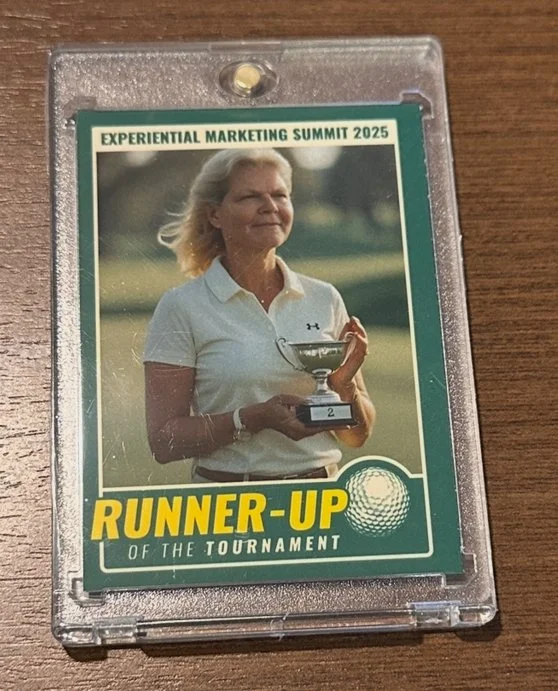 EXPERIENTIAL MARKETING SUMMIT 2025
2
RUNNER-UP
OF THE TOURNAMENT